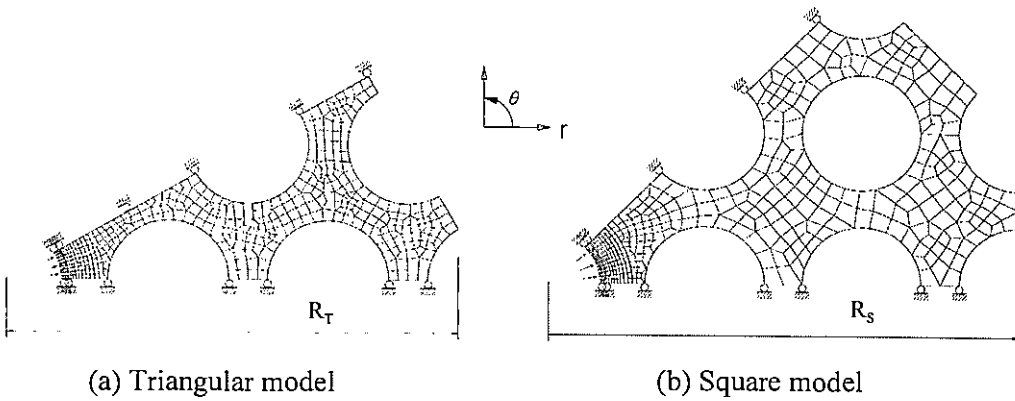 θ
r
R_T
R_S
(a) Triangular model
(b) Square model